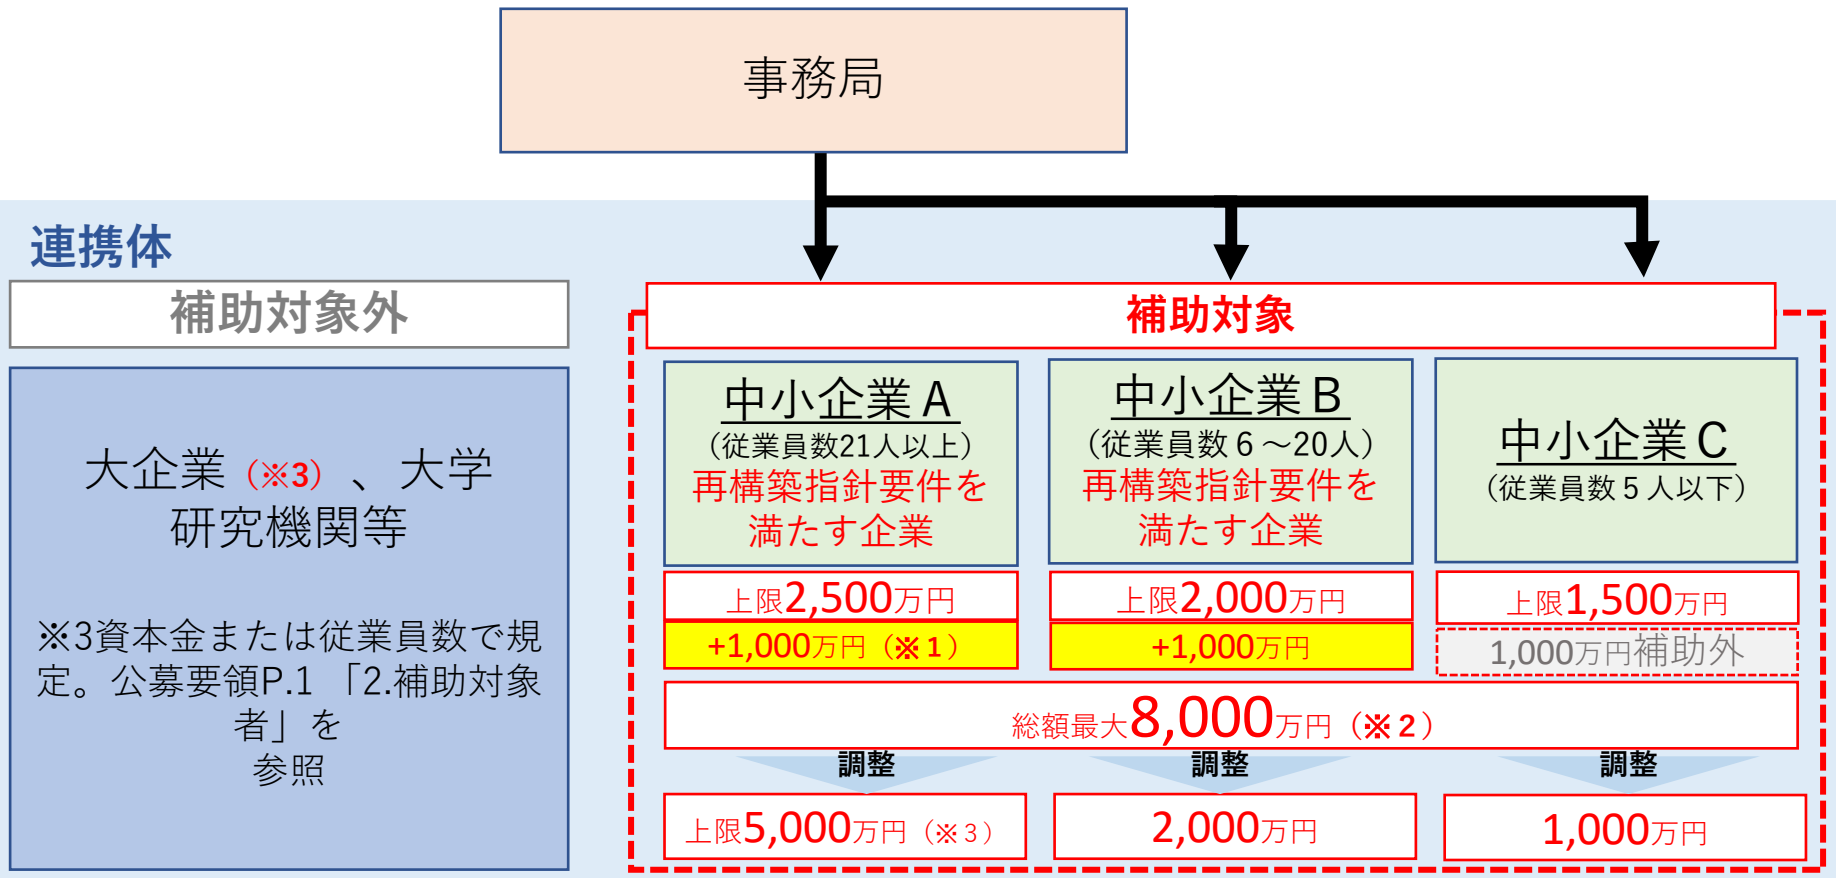 事務局
連携体
補助対象外
大企業（※3）、大学
研究機関等
※3資本金または従業員数で規
定。公募要領P.1 「2.補助対象
者」を
参照
補助対象
中小企業Ａ
（従業員数21人以上）
再構築指針要件を
満たす企業
上限2,500万円
+1,000万円（※１）
中小企業Ｂ
（従業員数６～20人）
再構築指針要件を
満たす企業
上限2,000万円
+1,000万円
中小企業Ｃ
（従業員数５人以下）
上限1,500万円
1,000万円補助外
総額最大8,000万円（※２）
調整
調整
調整
上限5,000万円（※３）
2,000万円
1,000万円